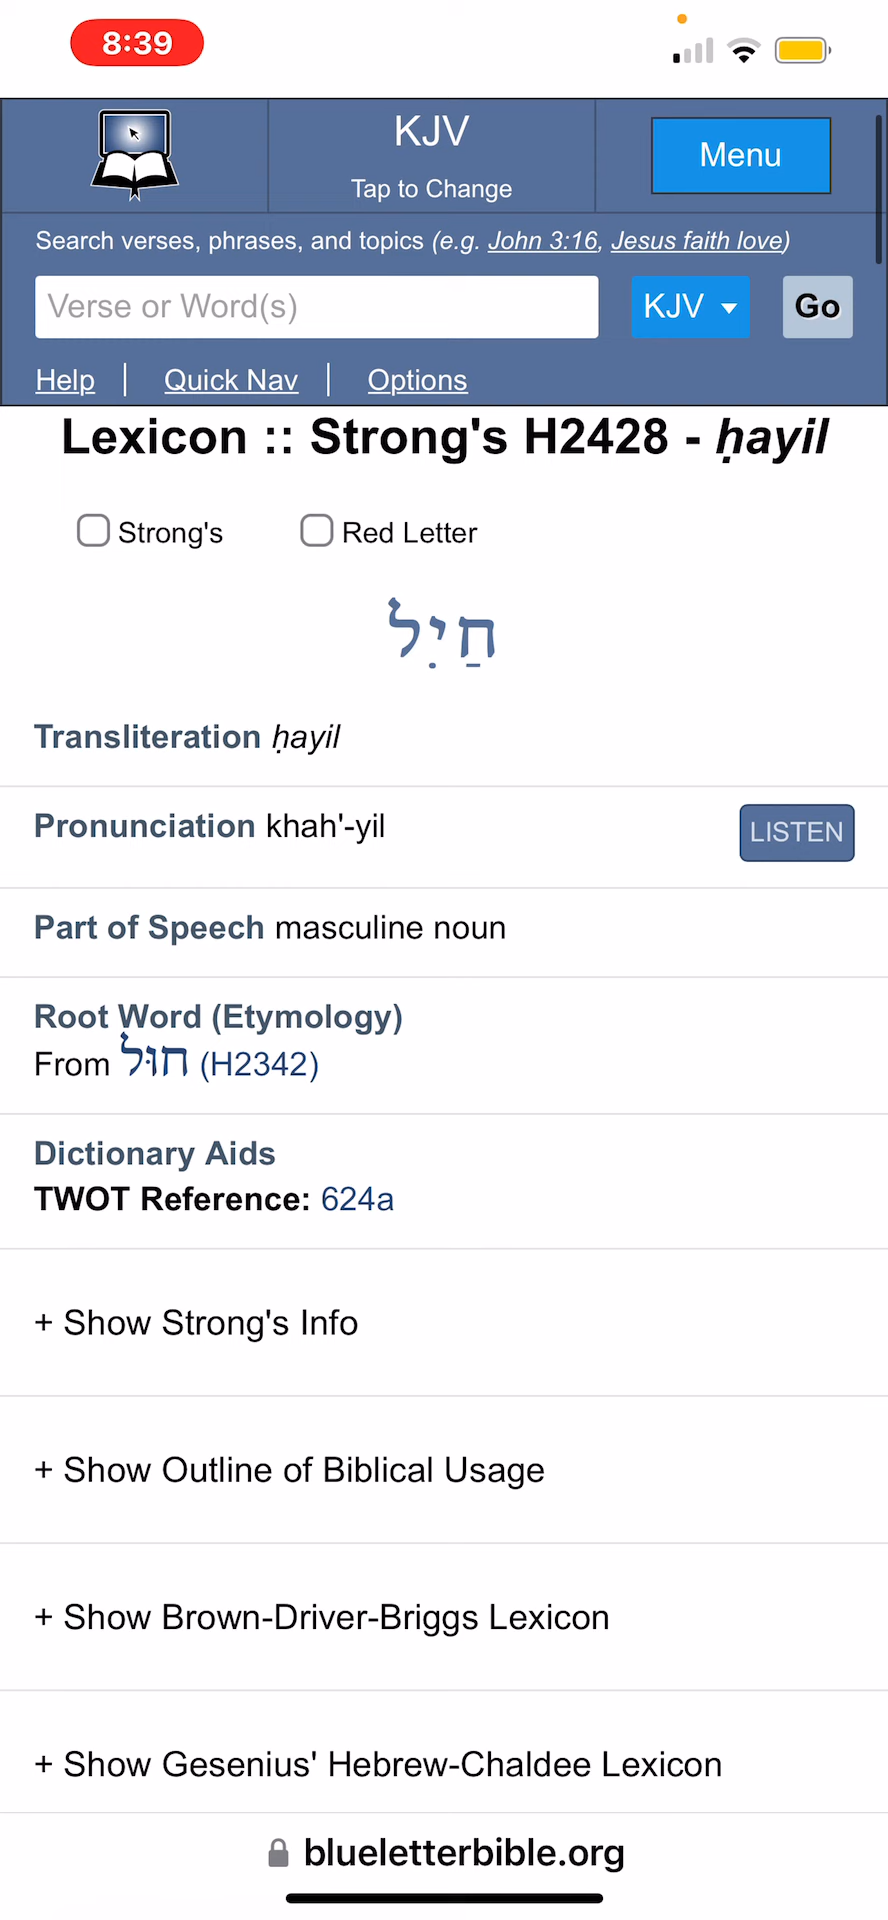 8:39
KJV
Tap to Change
Menu
Search verses, phrases, and topics (e.g. John 3:16, Jesus faith love)
Verse or Word(s)
KJV
Go
Help | Quick Nav | Options
Lexicon :: Strong's H2428 - ḥayil
Strong's
Red Letter
חַיִל
Transliteration ḥayil
Pronunciation khah'-yil
LISTEN
Part of Speech masculine noun
Root Word (Etymology)
From חוּל (H2342)
Dictionary Aids
TWOT Reference: 624a
+ Show Strong's Info
+ Show Outline of Biblical Usage
+ Show Brown-Driver-Briggs Lexicon
+ Show Gesenius' Hebrew-Chaldee Lexicon
blueletterbible.org